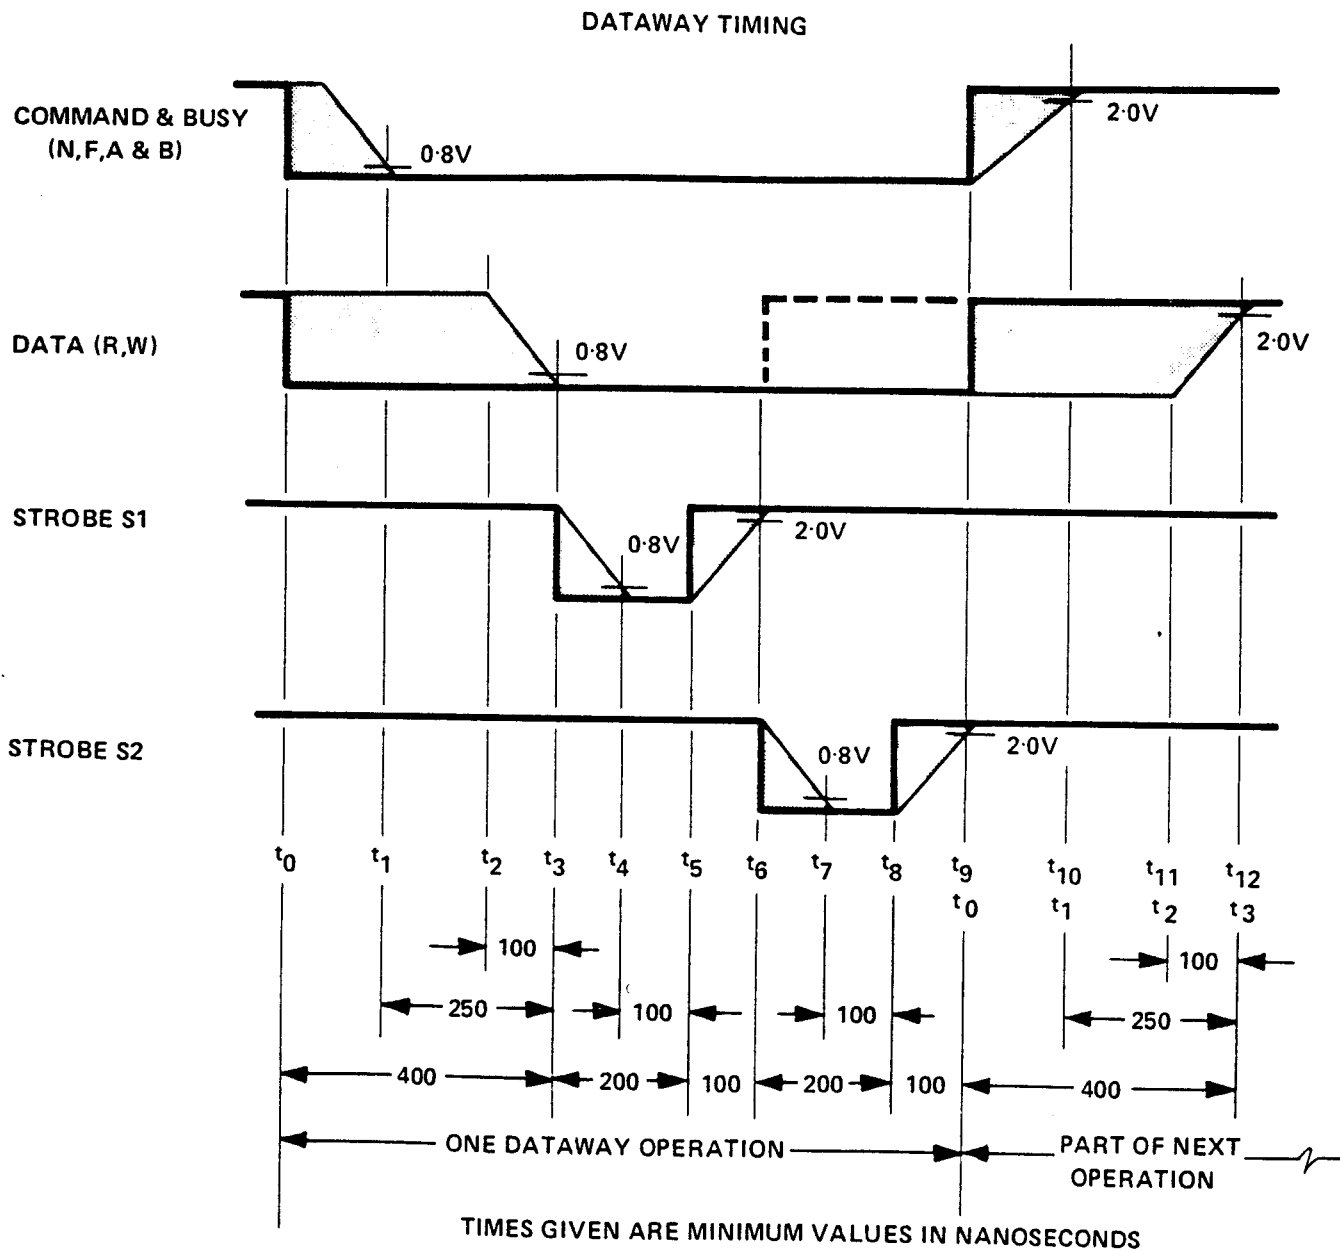 DATAWAY TIMING
COMMAND & BUSY
(N,F,A & B)
0·8V
2·0V
DATA (R,W)
0·8V
2·0V
STROBE S1
0·8V
2·0V
STROBE S2
0·8V
2·0V
t0 t1 t2 t3 t4 t5 t6 t7 t8 t9 t10 t11 t12
t0 t1 t2 t3
100 100
250 100 100 250
400 200 100 200 100 400
ONE DATAWAY OPERATION
PART OF NEXT
OPERATION
TIMES GIVEN ARE MINIMUM VALUES IN NANOSECONDS